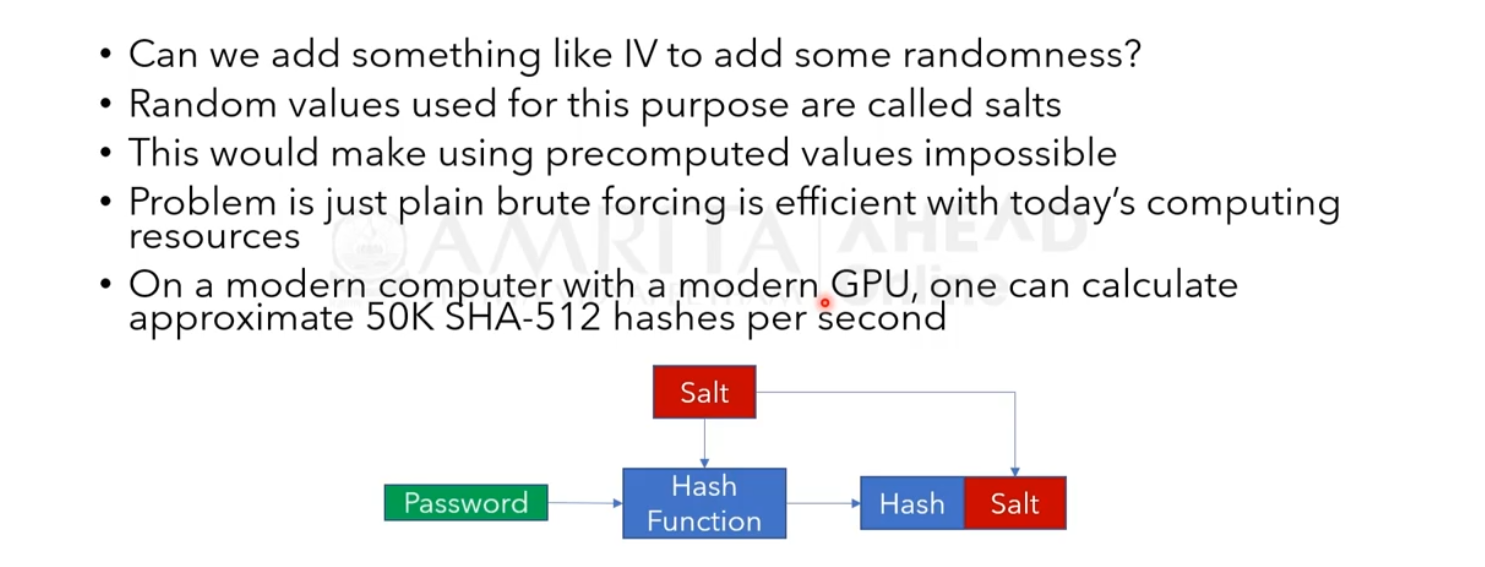 • Can we add something like IV to add some randomness?
• Random values used for this purpose are called salts
• This would make using precomputed values impossible
• Problem is just plain brute forcing is efficient with today's computing
resources
• On a modern computer with a modern GPU, one can calculate
approximate 50K SHA-512 hashes per second
AMRITA AHEAD
Online
Salt
Password
Hash
Function
Hash
Salt